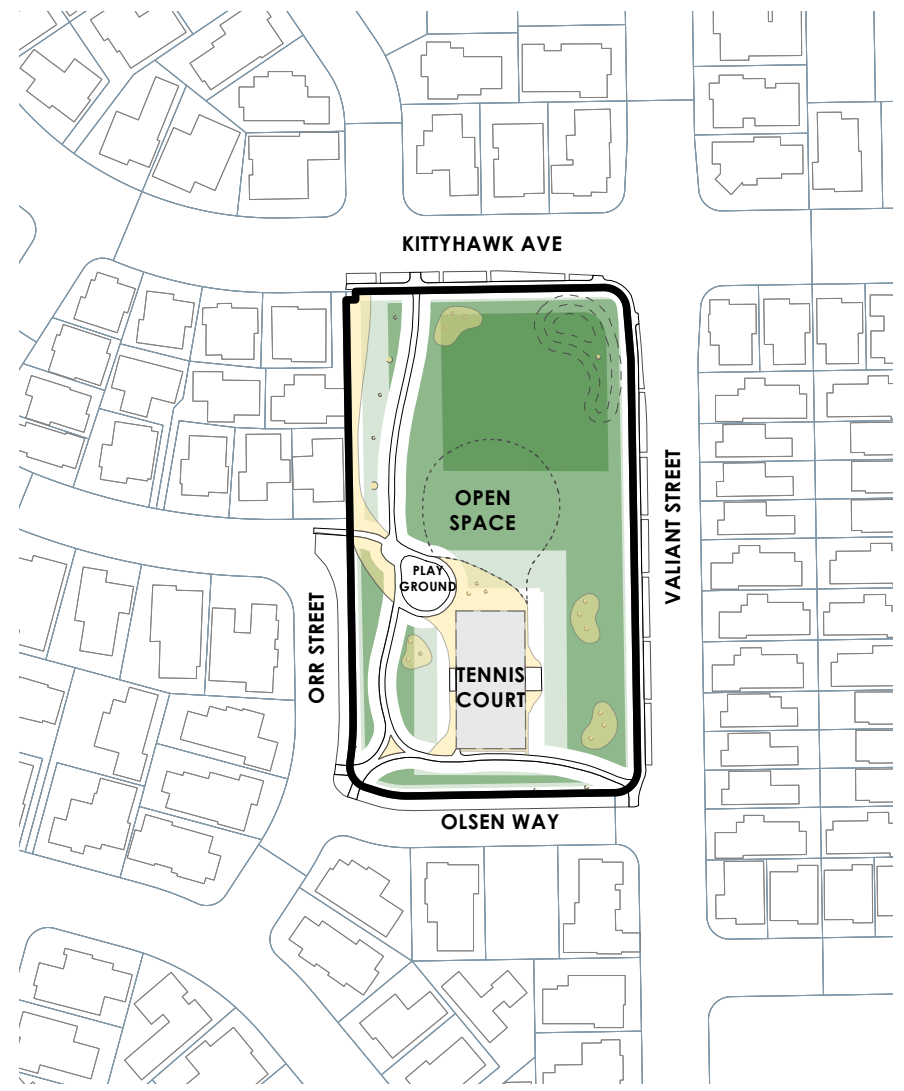 KITTYHAWK AVE
OPEN
SPACE
VALIANT STREET
PLAY
GROUND
ORR STREET
TENNIS
COURT
OLSEN WAY